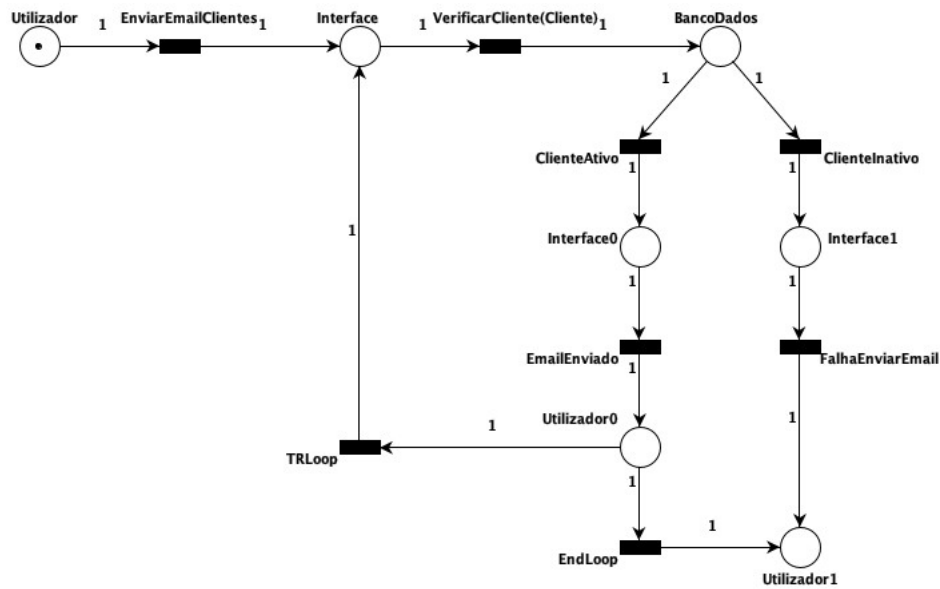 Utilizador
EnviarEmailClientes
Interface
VerificarCliente(Cliente)
BancoDados
1
1
1
1
1
1
ClienteAtivo
ClienteInativo
1
1
Interface0
Interface1
1
1
1
EmailEnviado
FalhaEnviarEmail
1
Utilizador0
1
1
TRLoop
1
1
EndLoop
Utilizador1